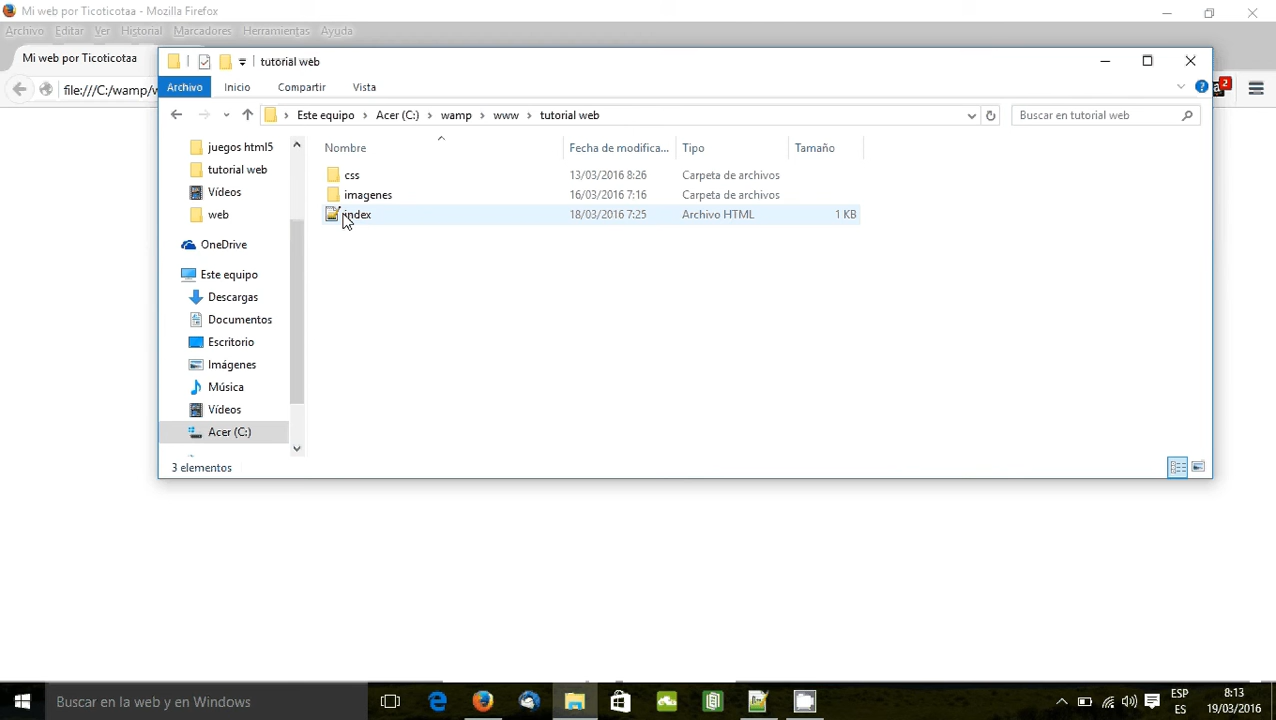 Mi web por Ticoticotaa - Mozilla Firefox
Archivo Editar Ver Historial Marcadores Herramientas Ayuda
Mi web por Ticoticotaa
file:///C:/wamp/w
2
tutorial web
Archivo Inicio Compartir Vista
Este equipo Acer (C:) wamp www tutorial web
Buscar en tutorial web
Nombre Fecha de modifica... Tipo Tamaño
css 13/03/2016 8:26 Carpeta de archivos
imagenes 16/03/2016 7:16 Carpeta de archivos
index 18/03/2016 7:25 Archivo HTML 1 KB
juegos html5
tutorial web
Vídeos
web
OneDrive
Este equipo
Descargas
Documentos
Escritorio
Imágenes
Música
Vídeos
Acer (C:)
3 elementos
Buscar en la web y en Windows
ESP
ES
8:13
19/03/2016